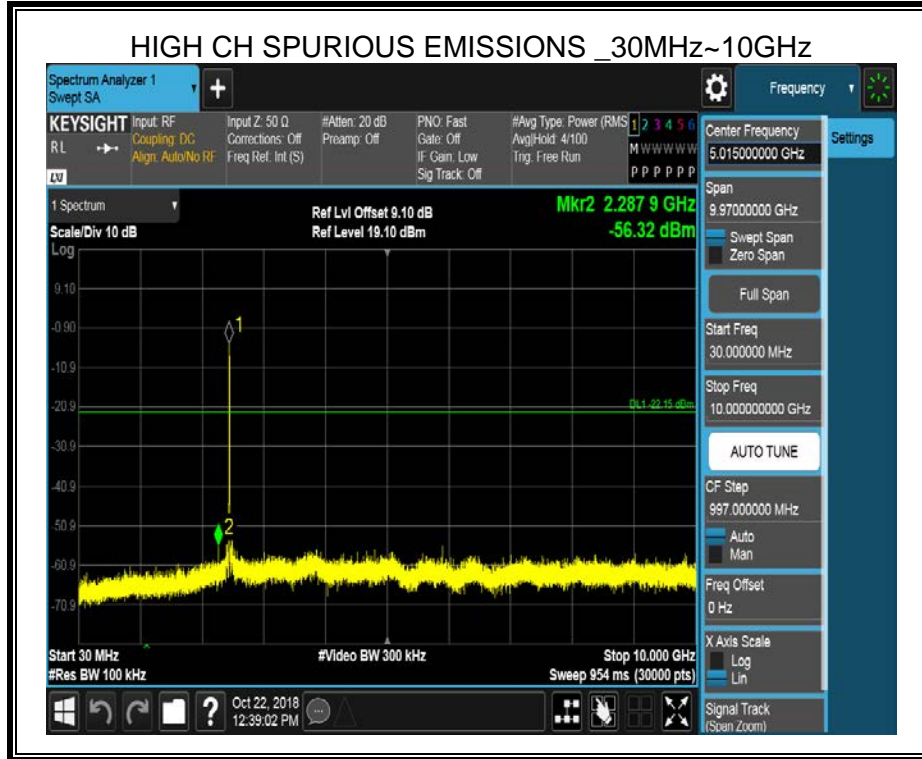 HIGH CH SPURIOUS EMISSIONS _30MHz~10GHz
Spectrum Analyzer 1
Swept SA
+
Frequency
KEYSIGHT
RL
LXI
Input: RF
Coupling: DC
Align: Auto/No RF
Input Z: 50 Ω
Corrections: Off
Freq Ref: Int (S)
#Atten: 20 dB
Preamp: Off
PNO: Fast
Gate: Off
IF Gain: Low
Sig Track: Off
#Avg Type: Power (RMS
Avg|Hold: 4/100
Trig: Free Run
1 2 3 4 5 6
M W W W W W
P P P P P P
1 Spectrum
Scale/Div 10 dB
Log
Ref Lvl Offset 9.10 dB
Ref Level 19.10 dBm
Mkr2 2.287 9 GHz
-56.32 dBm
9.10
-0.90
-10.9
-20.9
-30.9
-40.9
-50.9
-60.9
-70.9
1
DL1 -22.15 dBm
2
Start 30 MHz
#Res BW 100 kHz
#Video BW 300 kHz
Stop 10.000 GHz
Sweep 954 ms (30000 pts)
?
Oct 22, 2018
12:39:02 PM
Center Frequency
5.015000000 GHz
Settings
Span
9.97000000 GHz
Swept Span
Zero Span
Full Span
Start Freq
30.000000 MHz
Stop Freq
10.000000000 GHz
AUTO TUNE
CF Step
997.000000 MHz
Auto
Man
Freq Offset
0 Hz
X Axis Scale
Log
Lin
Signal Track
(Span Zoom)